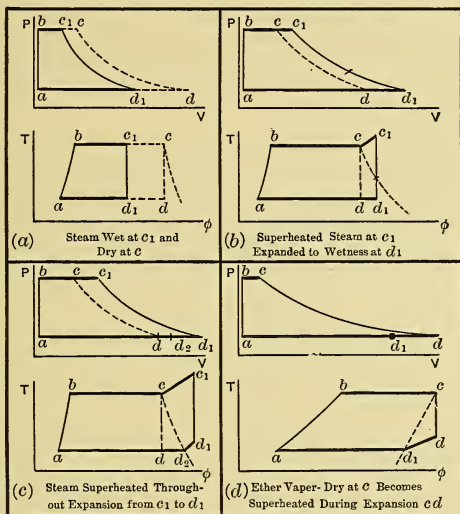 P
b c₁ c
a d₁ d
V
T
b c₁ c
a d₁ d
ϕ
(a) Steam Wet at c₁ and
Dry at c
P
b c c₁
a d d₁
V
T
b c c₁
a d d₁
ϕ
(b) Superheated Steam at c₁
Expanded to Wetness at d₁
P
b c c₁
a d d₂ d₁
V
T
b c c₁
a d d₂ d₁
ϕ
(c) Steam Superheated Through-
out Expansion from c₁ to d₁
P
b c
a d₁ d
V
T
b c
a d₁ d
ϕ
(d) Ether Vaper- Dry at c Becomes
Superheated During Expansion cd